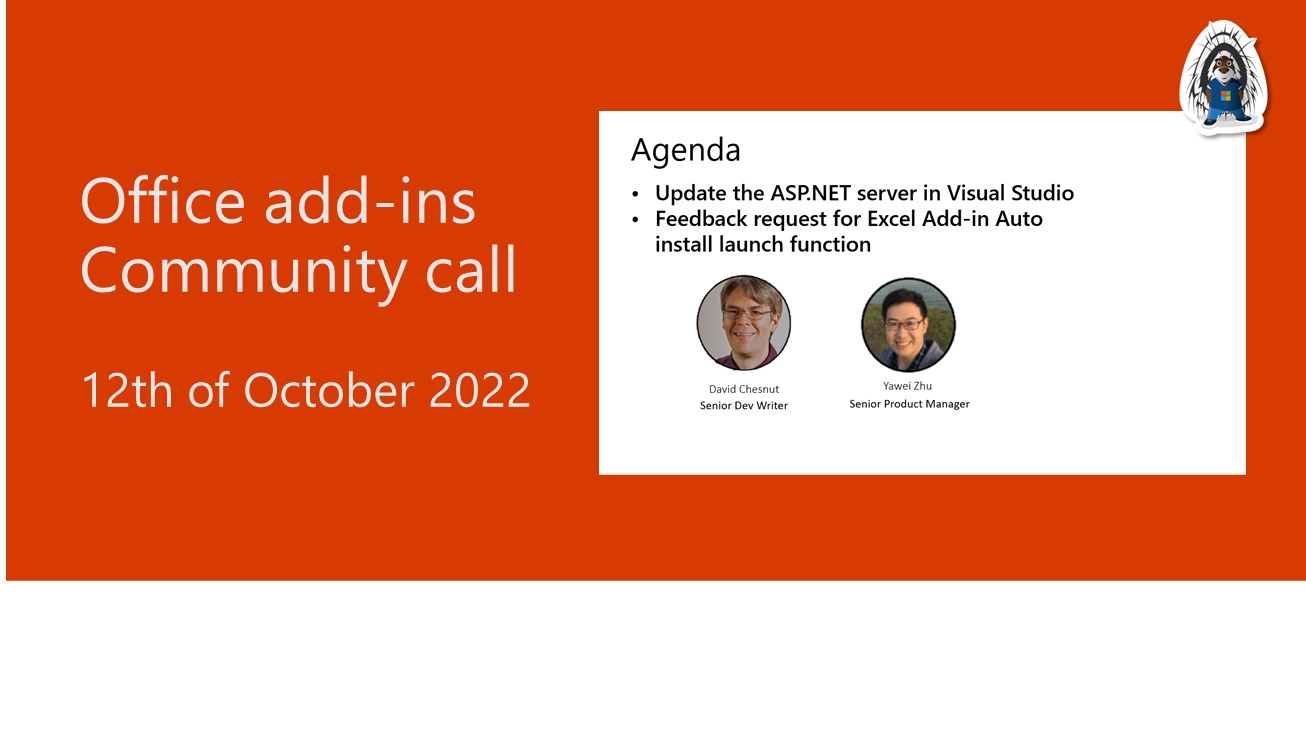 Office add-ins
Community call
12th of October 2022
Agenda
• Update the ASP.NET server in Visual Studio
• Feedback request for Excel Add-in Auto
install launch function
David Chesnut
Senior Dev Writer
Yawei Zhu
Senior Product Manager